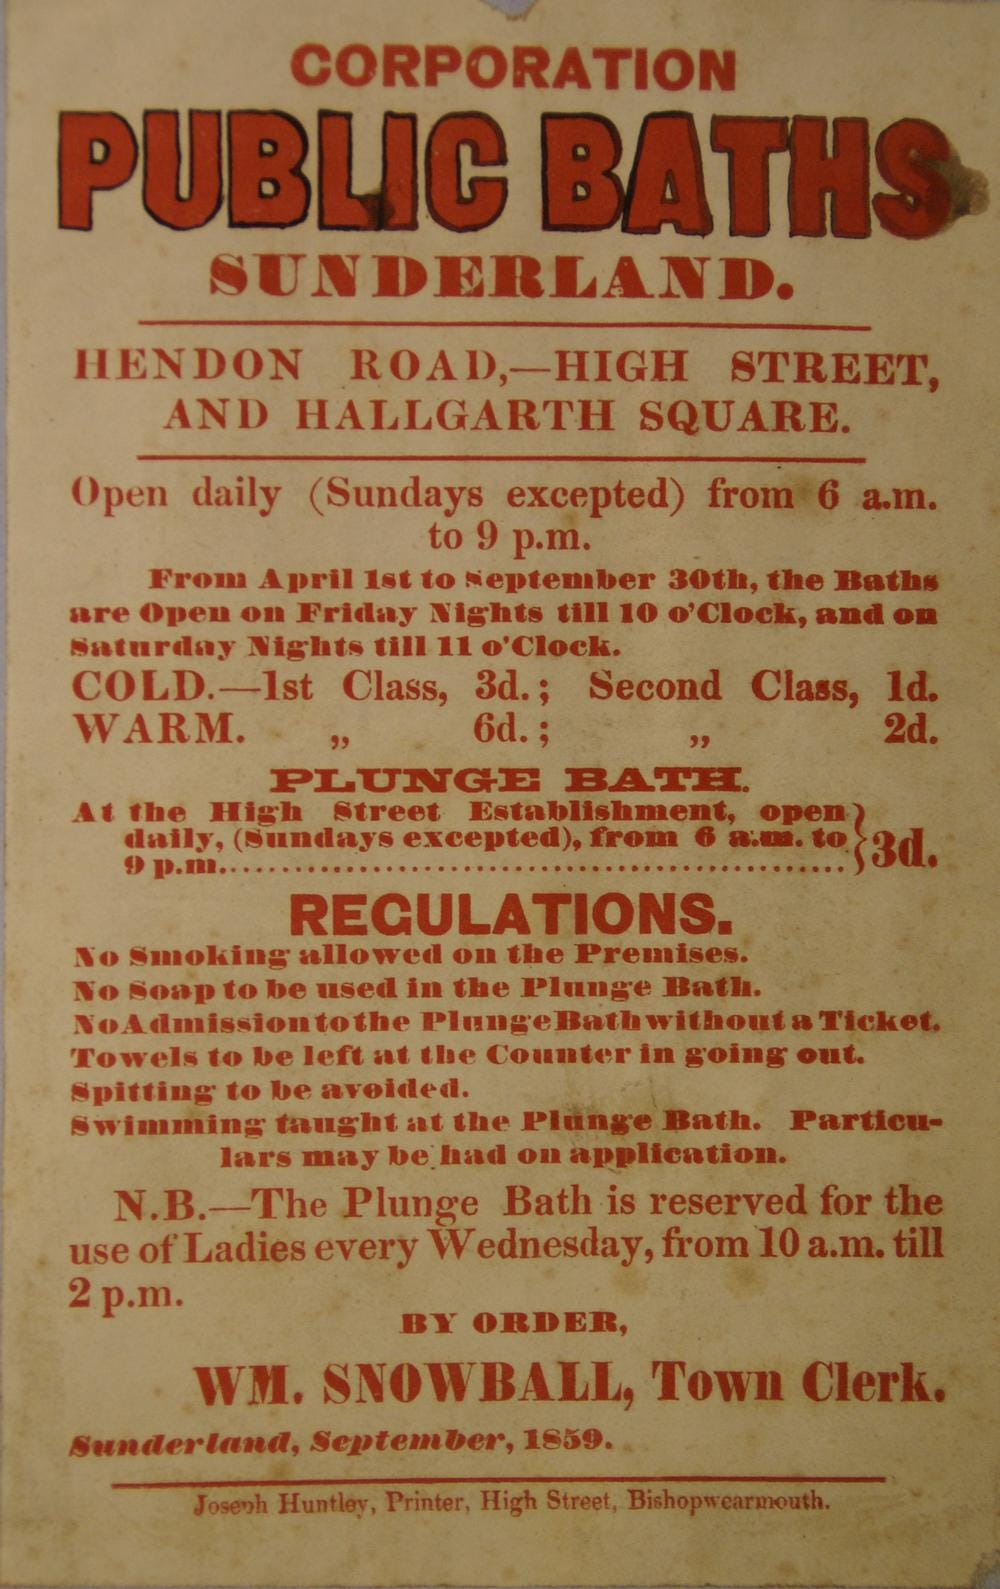 CORPORATION
PUBLIC BATHS
SUNDERLAND.
HENDON ROAD,—HIGH STREET,
AND HALLGARTH SQUARE.
Open daily (Sundays excepted) from 6 a.m.
to 9 p.m.
From April 1st to September 30th, the Baths
are Open on Friday Nights till 10 o'Clock, and on
Saturday Nights till 11 o'Clock.
COLD.—1st Class, 3d.; Second Class, 1d.
WARM. „ 6d.; „ 2d.
PLUNGE BATH.
At the High Street Establishment, open
daily, (Sundays excepted), from 6 a.m. to } 3d.
9 p.m..............................................
REGULATIONS.
No Smoking allowed on the Premises.
No Soap to be used in the Plunge Bath.
No Admission to the Plunge Bath without a Ticket.
Towels to be left at the Counter in going out.
Spitting to be avoided.
Swimming taught at the Plunge Bath. Particu-
lars may be had on application.
N.B.—The Plunge Bath is reserved for the
use of Ladies every Wednesday, from 10 a.m. till
2 p.m.
BY ORDER,
WM. SNOWBALL, Town Clerk.
Sunderland, September, 1859.
Joseph Huntley, Printer, High Street, Bishopwearmouth.